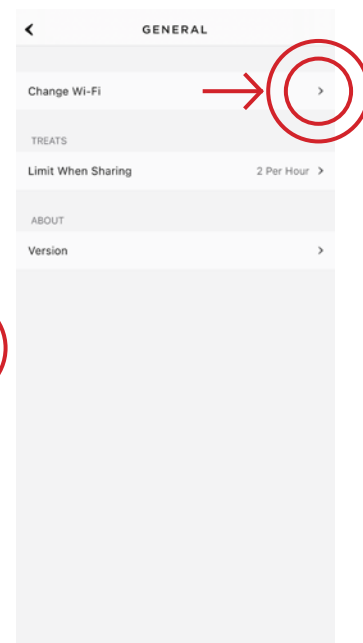 GENERAL
Change Wi-Fi
TREATS
Limit When Sharing 2 Per Hour
ABOUT
Version